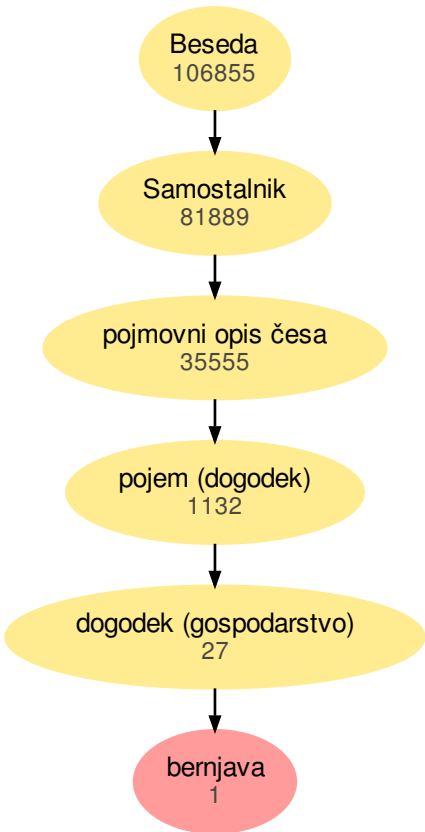 Beseda
106855
Samostalnik
81889
pojmovni opis česa
35555
pojem (dogodek)
1132
dogodek (gospodarstvo)
27
bernjava
1